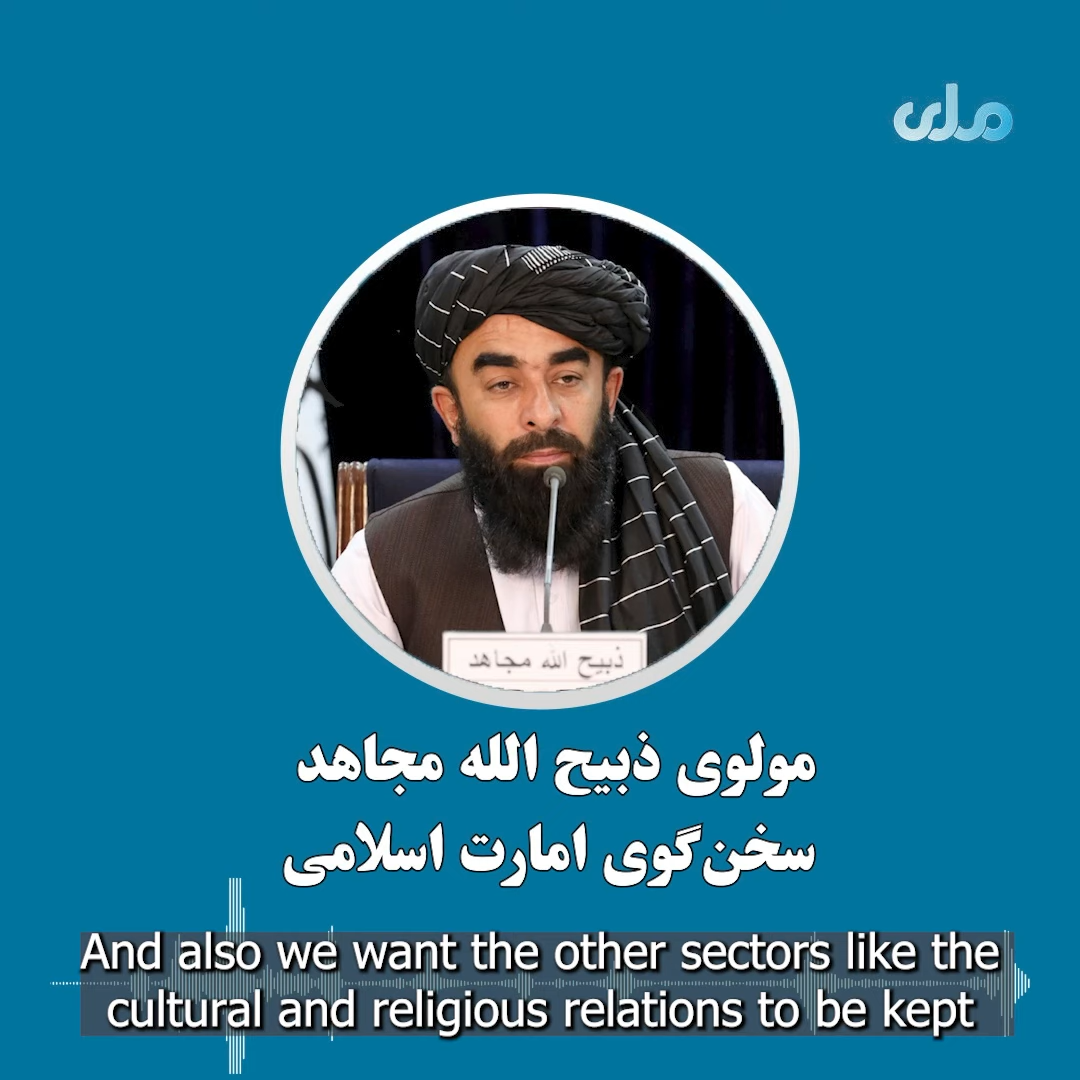 ملی
ذبیح الله مجاهد
مولوی ذبیح الله مجاهد
سخن‌گوی امارت اسلامی
And also we want the other sectors like the
cultural and religious relations to be kept